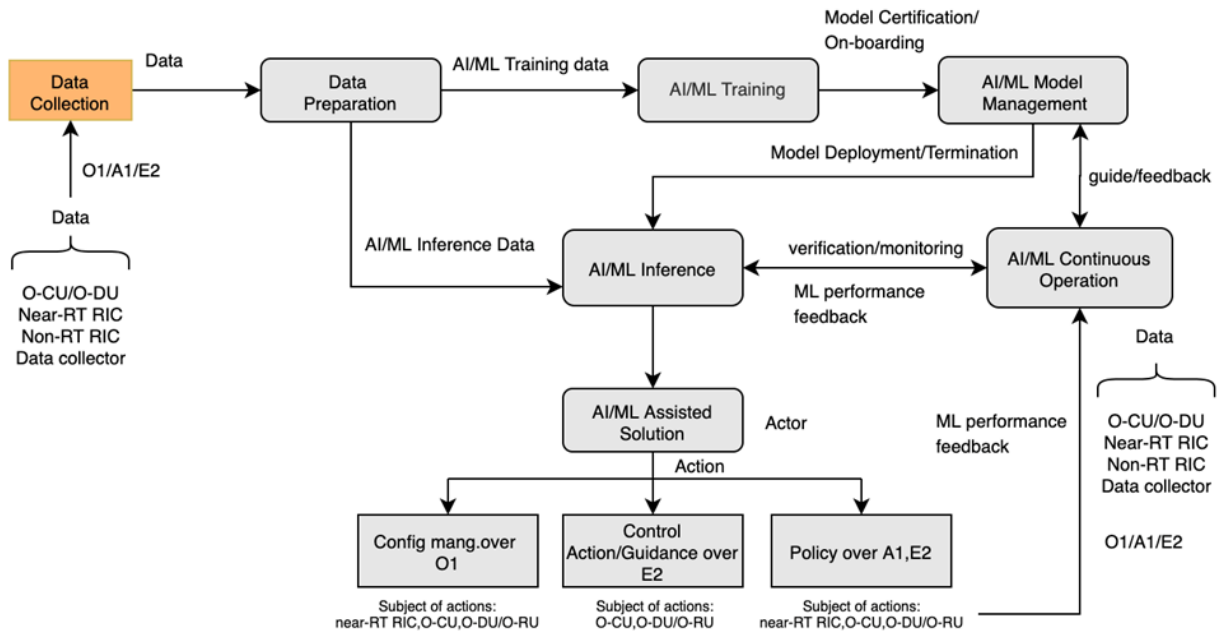 Model Certification/
On-boarding
Data
AI/ML Training data
Data
Collection
Data
Preparation
AI/ML Training
AI/ML Model
Management
O1/A1/E2
Model Deployment/Termination
guide/feedback
Data
AI/ML Inference Data
AI/ML Inference
verification/monitoring
ML performance
feedback
AI/ML Continuous
Operation
O-CU/O-DU
Near-RT RIC
Non-RT RIC
Data collector
Data
AI/ML Assisted
Solution
Actor
ML performance
feedback
O-CU/O-DU
Near-RT RIC
Non-RT RIC
Data collector
Action
Config mang.over
O1
Control
Action/Guidance over
E2
Policy over A1,E2
O1/A1/E2
Subject of actions:
near-RT RIC,O-CU,O-DU/O-RU
Subject of actions:
O-CU,O-DU/O-RU
Subject of actions:
near-RT RIC,O-CU,O-DU/O-RU